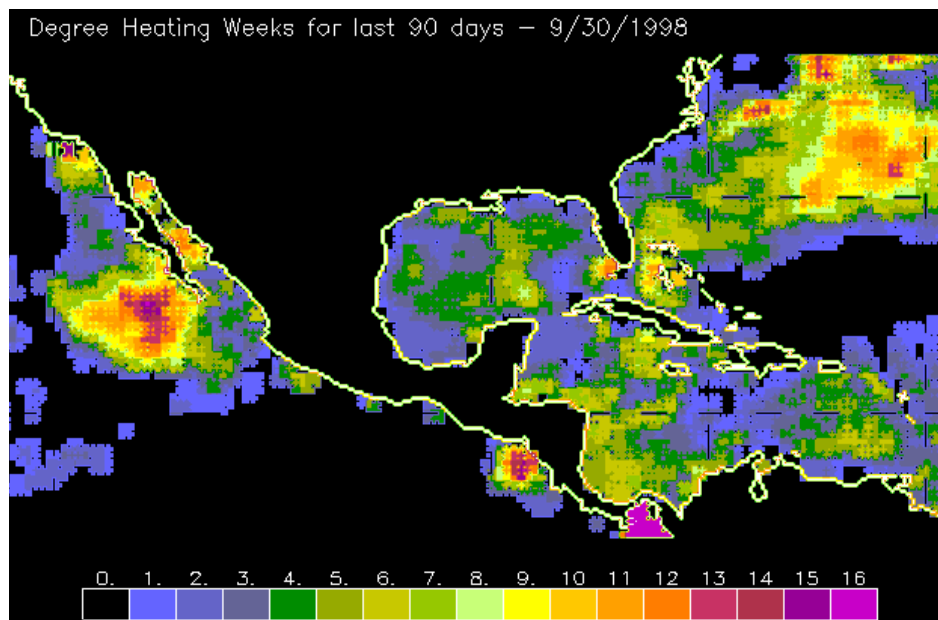 Degree Heating Weeks for last 90 days – 9/30/1998
0. 1. 2. 3. 4. 5. 6. 7. 8. 9. 10 11 12 13 14 15 16